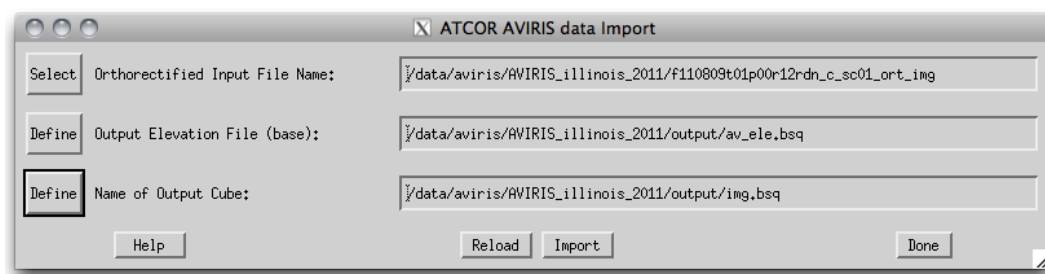 ATCOR AVIRIS data Import
Select Orthorectified Input File Name: /data/aviris/AVIRIS_illinois_2011/f110809t01p00r12rdn_c_sc01_ort_img
Define Output Elevation File (base): /data/aviris/AVIRIS_illinois_2011/output/av_ele.bsq
Define Name of Output Cube: /data/aviris/AVIRIS_illinois_2011/output/img.bsq
Help Reload Import Done